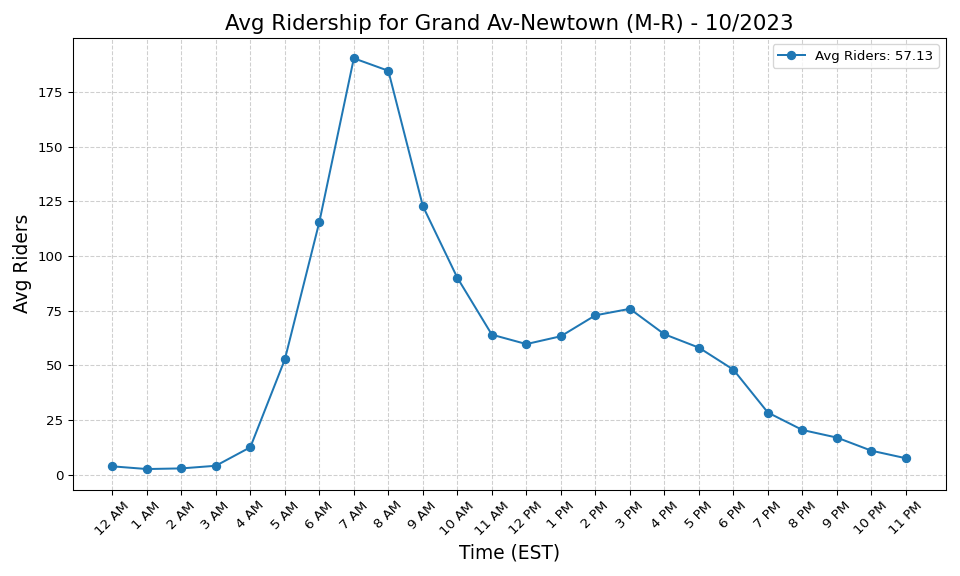 Avg Ridership for Grand Av-Newtown (M-R) - 10/2023
Avg Riders: 57.13
Avg Riders
175
150
125
100
75
50
25
0
12 AM
1 AM
2 AM
3 AM
4 AM
5 AM
6 AM
7 AM
8 AM
9 AM
10 AM
11 AM
12 PM
1 PM
2 PM
3 PM
4 PM
5 PM
6 PM
7 PM
8 PM
9 PM
10 PM
11 PM
Time (EST)